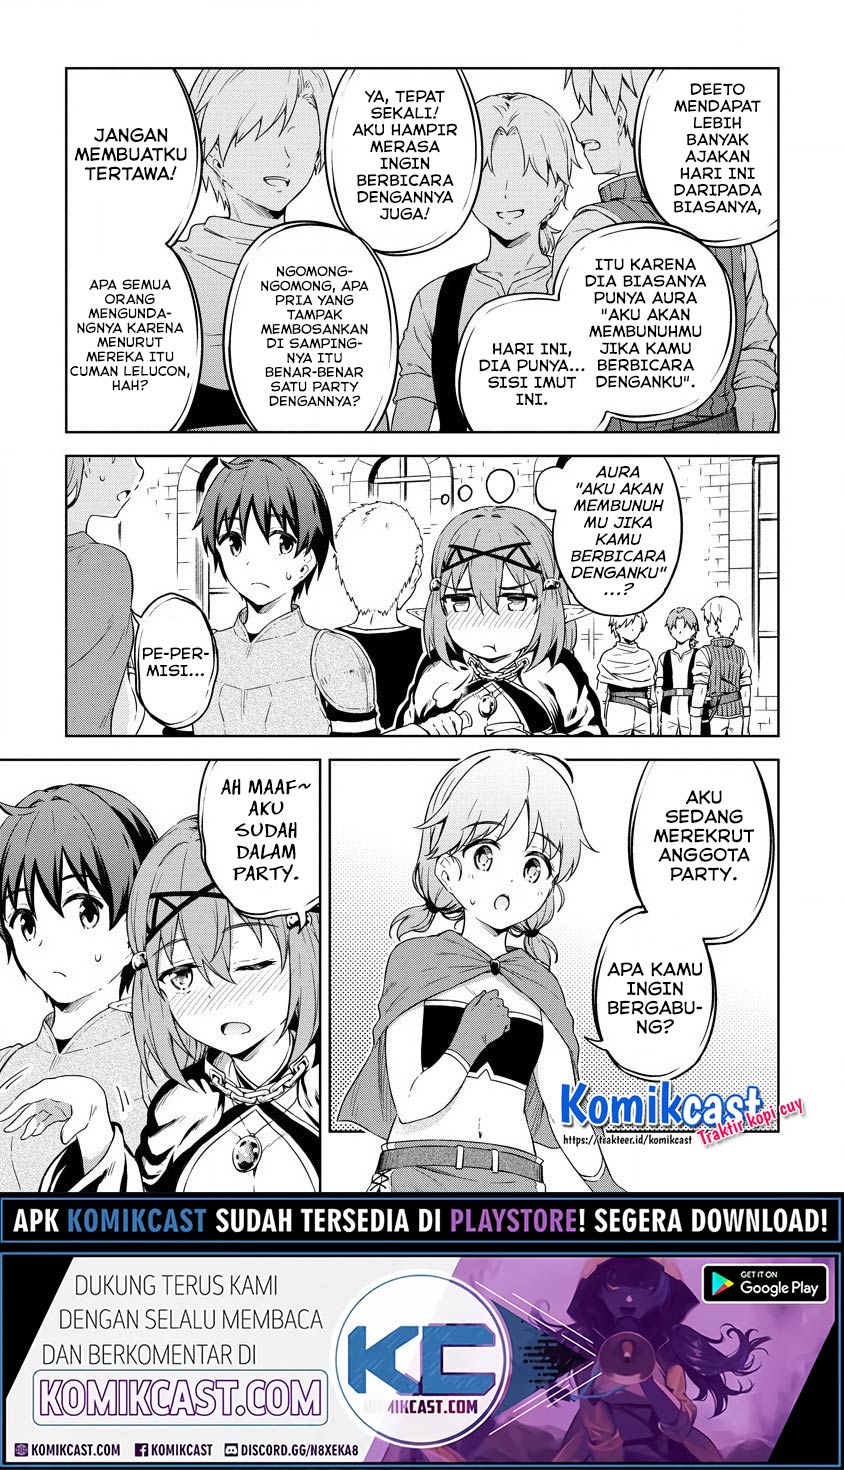 DEETO
MENDAPAT
LEBIH
BANYAK
AJAKAN
HARI INI
DARIPADA
BIASANYA,
ITU KARENA
DIA BIASANYA
PUNYA AURA
"AKU AKAN
MEMBUNUHMU
JIKA KAMU
BERBICARA
DENGANKU".
HARI INI,
DIA PUNYA...
SISI IMUT
INI.
YA, TEPAT
SEKALI!
AKU HAMPIR
MERASA
INGIN
BERBICARA
DENGANNYA
JUGA!
NGOMONG-
NGOMONG, APA
PRIA YANG
TAMPAK
MEMBOSANKAN
DI SAMPING-
NYA ITU
BENAR-BENAR
SATU PARTY
DENGANNYA?
JANGAN
MEMBUATKU
TERTAWA!
APA SEMUA
ORANG
MENGUNDA-
NGNYA KARENA
MENURUT
MEREKA ITU
CUMAN LELUCON,
HAH?
AURA
"AKU AKAN
MEMBUNUH
MU JIKA
KAMU
BERBICARA
DENGANKU"
...?
PE-PER-
MISI...
AKU
SEDANG
MEREKRUT
ANGGOTA
PARTY.
APA KAMU
INGIN
BERGABU-
NG?
AH MAAF~
AKU
SUDAH
DALAM
PARTY.
Komikcast
Traktir kopi cuy
https://trakteer.id/komikcast
APK KOMIKCAST SUDAH TERSEDIA DI PLAYSTORE! SEGERA DOWNLOAD!
DUKUNG TERUS KAMI
DENGAN SELALU MEMBACA
DAN BERKOMENTAR DI
KOMIKCAST.COM
KOMIKCAST.COM KOMIKCAST DISCORD.GG/N8XEKA8
KC
MIKCAST.COM
GET IT ON
Google Play